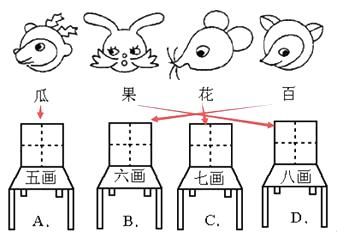 瓜 果 花 百
五画 六画 七画 八画
A. B. C. D.